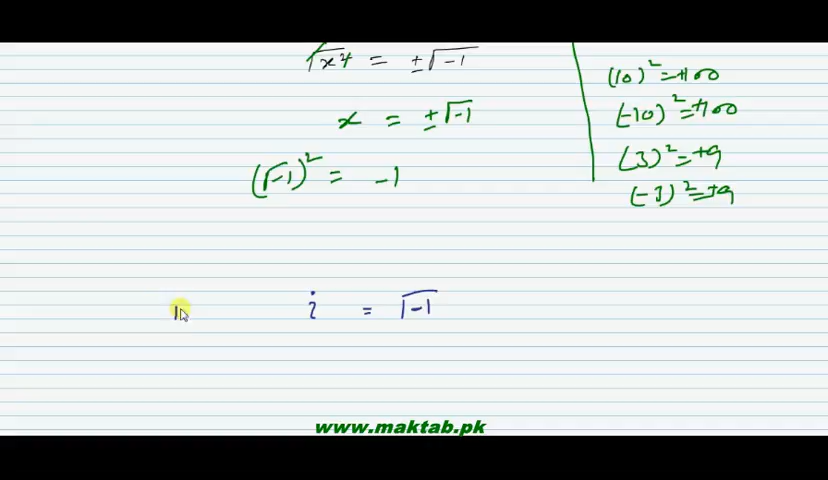 √x² = ±√-1
x = ±√-1
(√-1)² = -1
(10)² = +100
(-10)² = +100
(3)² = +9
(-3)² = +9
i = √-1
www.maktab.pk